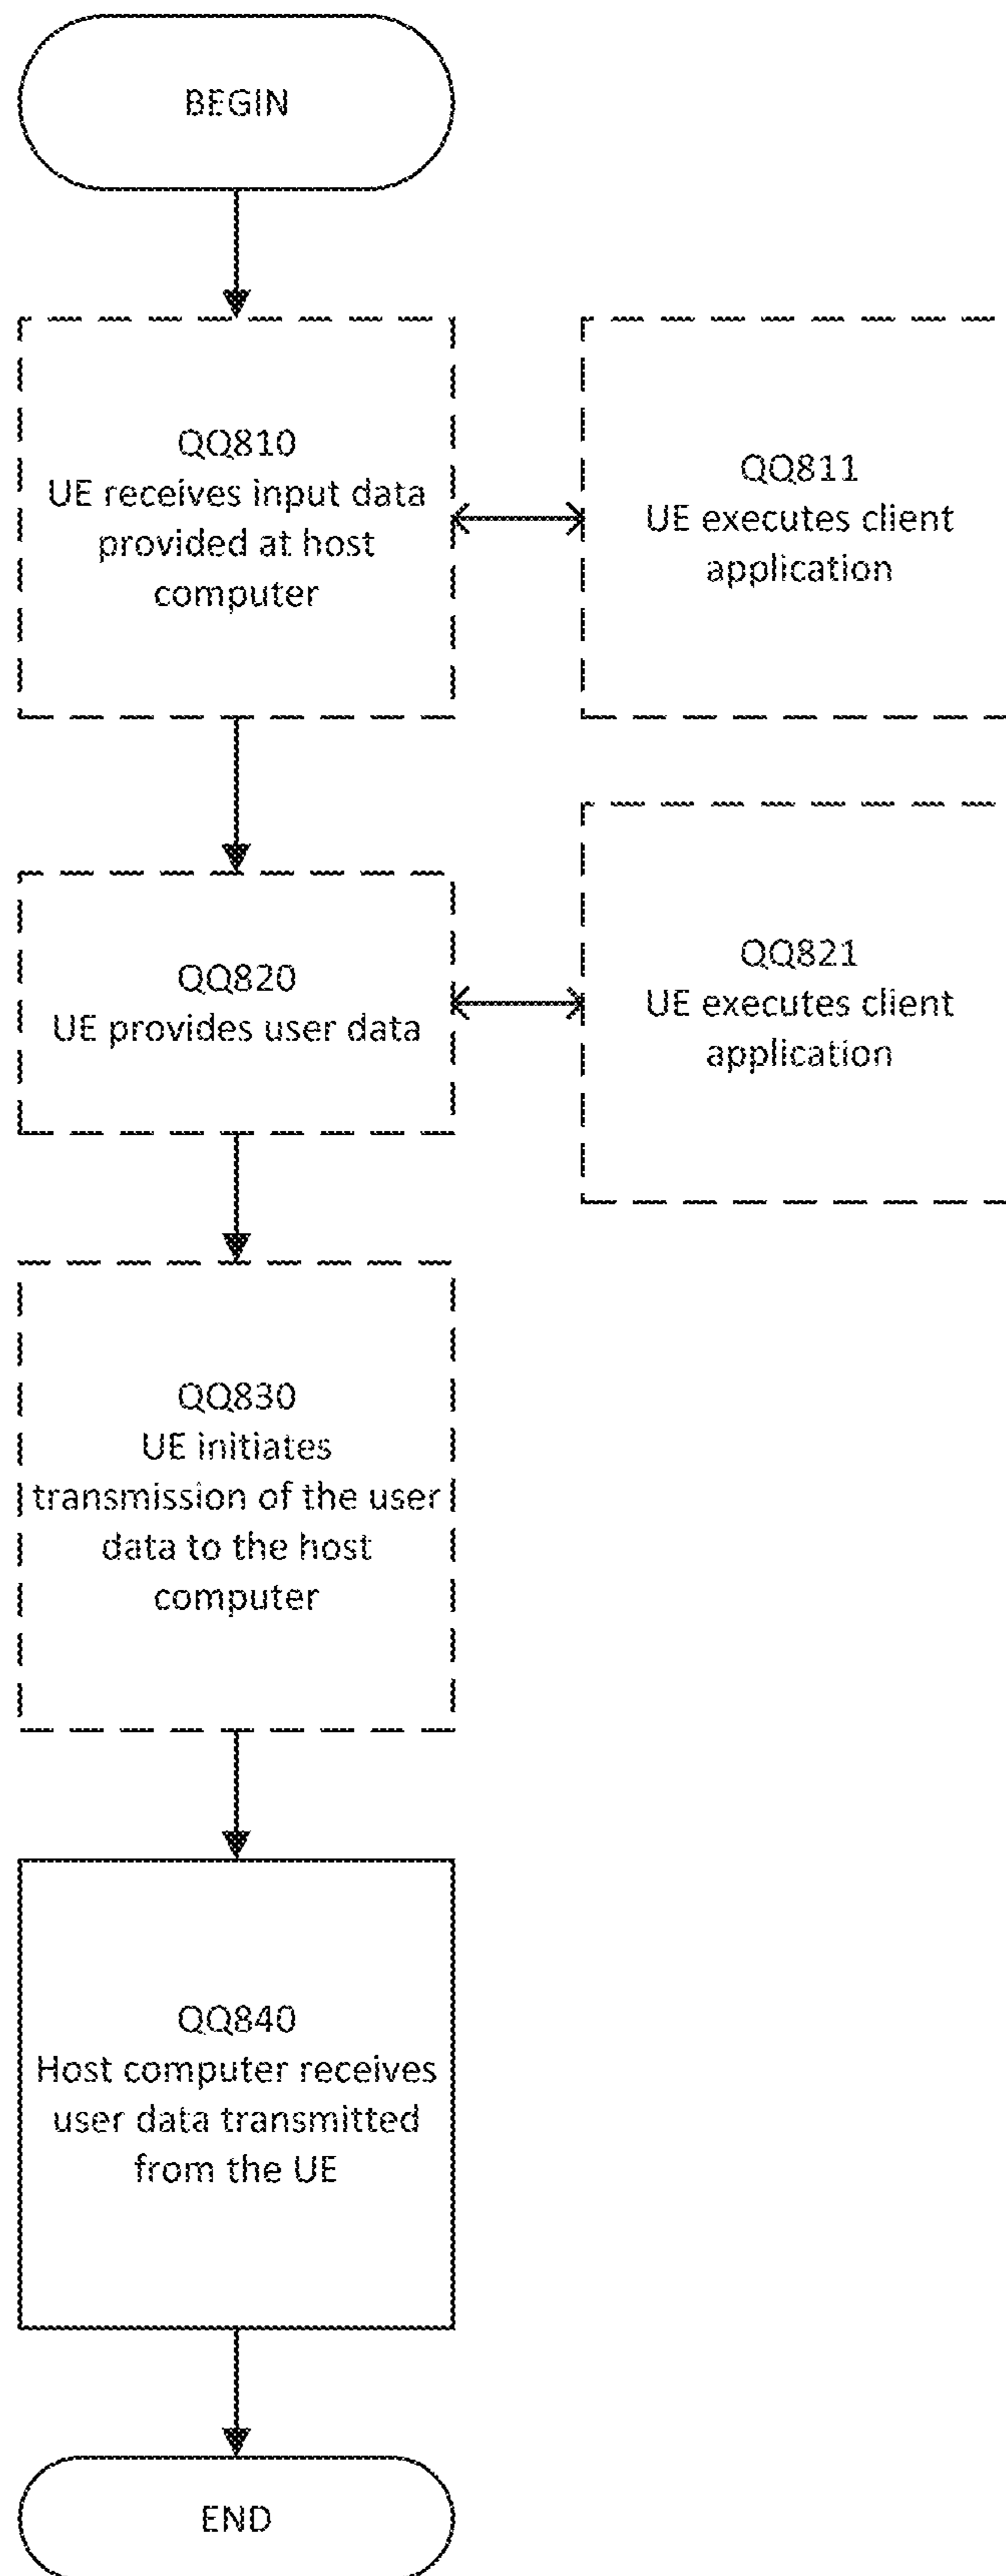 BEGIN
QQ810
UE receives input data
provided at host
computer
QQ811
UE executes client
application
QQ820
UE provides user data
QQ821
UE executes client
application
QQ830
UE initiates
transmission of the user
data to the host
computer
QQ840
Host computer receives
user data transmitted
from the UE
END